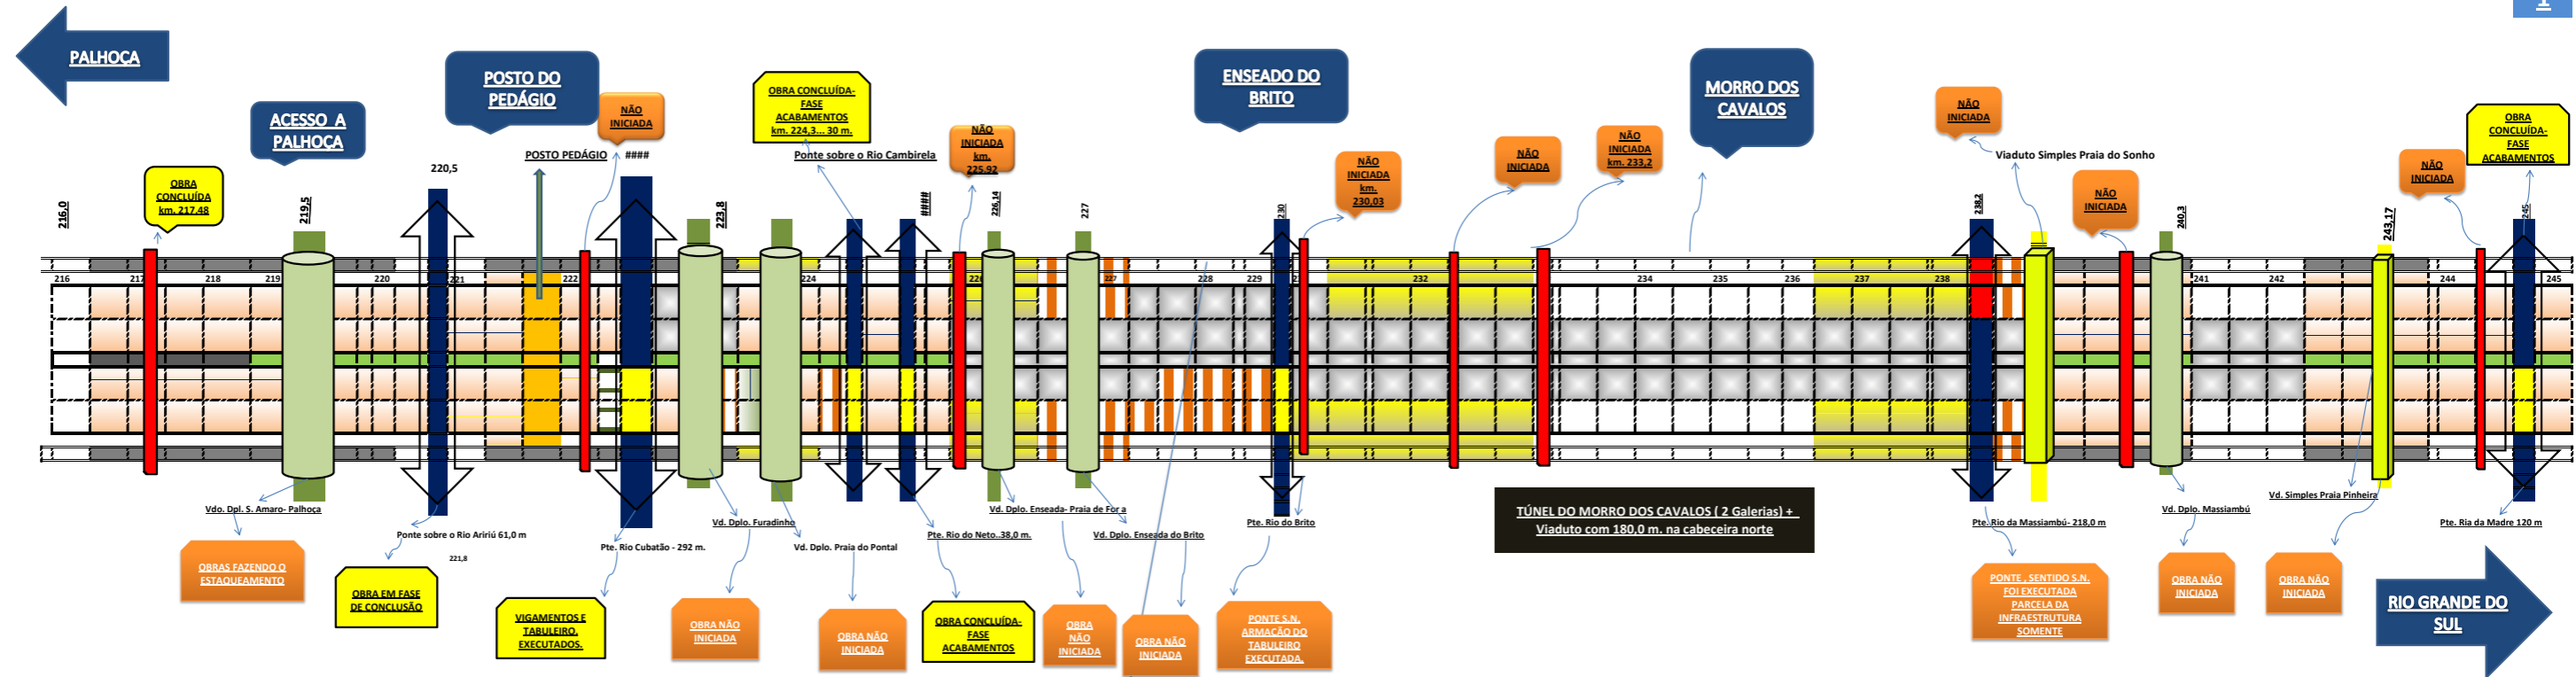 1
PALHOÇA
ACESSO A
PALHOÇA
POSTO DO
PEDÁGIO
NÃO
INICIADA
OBRA CONCLUÍDA-
FASE
ACABAMENTOS
km. 224,3... 30 m.
ENSEADO DO
BRITO
MORRO DOS
CAVALOS
NÃO
INICIADA
OBRA
CONCLUÍDA-
FASE
ACABAMENTOS
OBRA
CONCLUÍDA
km. 217,48
220,5
POSTO PEDÁGIO
####
Ponte sobre o Rio Cambirela
NÃO
INICIADA
km.
225,92
NÃO
INICIADA
km.
230,03
NÃO
INICIADA
NÃO
INICIADA
km. 233,2
Viaduto Simples Praia do Sonho
NÃO
INICIADA
NÃO
INICIADA
216,0
219,5
223,8
####
226,14
227
230
238,2
240,3
243,17
245
216
217
218
219
220
221
222
224
226
227
228
229
232
234
235
236
237
238
241
242
244
245
Vdo. Dpl. S. Amaro- Palhoça
Ponte sobre o Rio Aririú 61,0 m
221,8
Pte. Rio Cubatão - 292 m.
Vd. Dplo. Furadinho
Vd. Dplo. Praia do Pontal
Pte. Rio do Neto..38,0 m.
Vd. Dplo. Enseada- Praia de For a
Vd. Dplo. Enseada do Brito
Pte. Rio do Brito
TÚNEL DO MORRO DOS CAVALOS ( 2 Galerias) +
Viaduto com 180,0 m. na cabeceira norte
Pte. Rio da Massiambú- 218,0 m
Vd. Dplo. Massiambú
Vd. Simples Praia Pinheira
Pte. Ria da Madre 120 m
OBRAS FAZENDO O
ESTAQUEAMENTO
OBRA EM FASE
DE CONCLUSÃO
VIGAMENTOS E
TABULEIRO,
EXECUTADOS.
OBRA NÃO
INICIADA
OBRA NÃO
INICIADA
OBRA CONCLUÍDA-
FASE
ACABAMENTOS
OBRA
NÃO
INICIADA
OBRA NÃO
INICIADA
PONTE S.N.
ARMAÇÃO DO
TABULEIRO
EXECUTADA.
PONTE , SENTIDO S.N.
FOI EXECUTADA
PARCELA DA
INFRAESTRUTURA
SOMENTE
OBRA NÃO
INICIADA
OBRA NÃO
INICIADA
RIO GRANDE DO
SUL